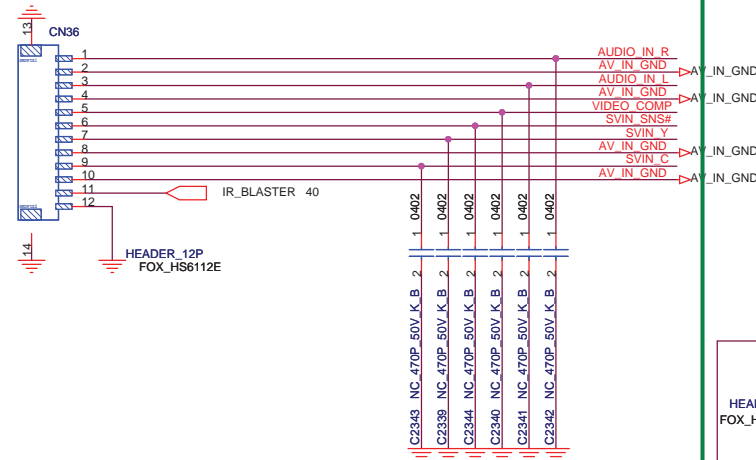 13
CN36
1
2
3
4
5
6
7
8
9
10
11
12
14
AUDIO_IN_R
AV_IN_GND
AV_IN_GND
AUDIO_IN_L
AV_IN_GND
AV_IN_GND
VIDEO_COMP
SVIN_SNS#
SVIN_Y
AV_IN_GND
AV_IN_GND
SVIN_C
AV_IN_GND
AV_IN_GND
IR_BLASTER 40
HEADER_12P
FOX_HS6112E
1 0402
1 0402
1 0402
1 0402
1 0402
1 0402
C2343 NC_470P_50V_K_B 2
C2339 NC_470P_50V_K_B 2
C2344 NC_470P_50V_K_B 2
C2340 NC_470P_50V_K_B 2
C2341 NC_470P_50V_K_B 2
C2342 NC_470P_50V_K_B 2